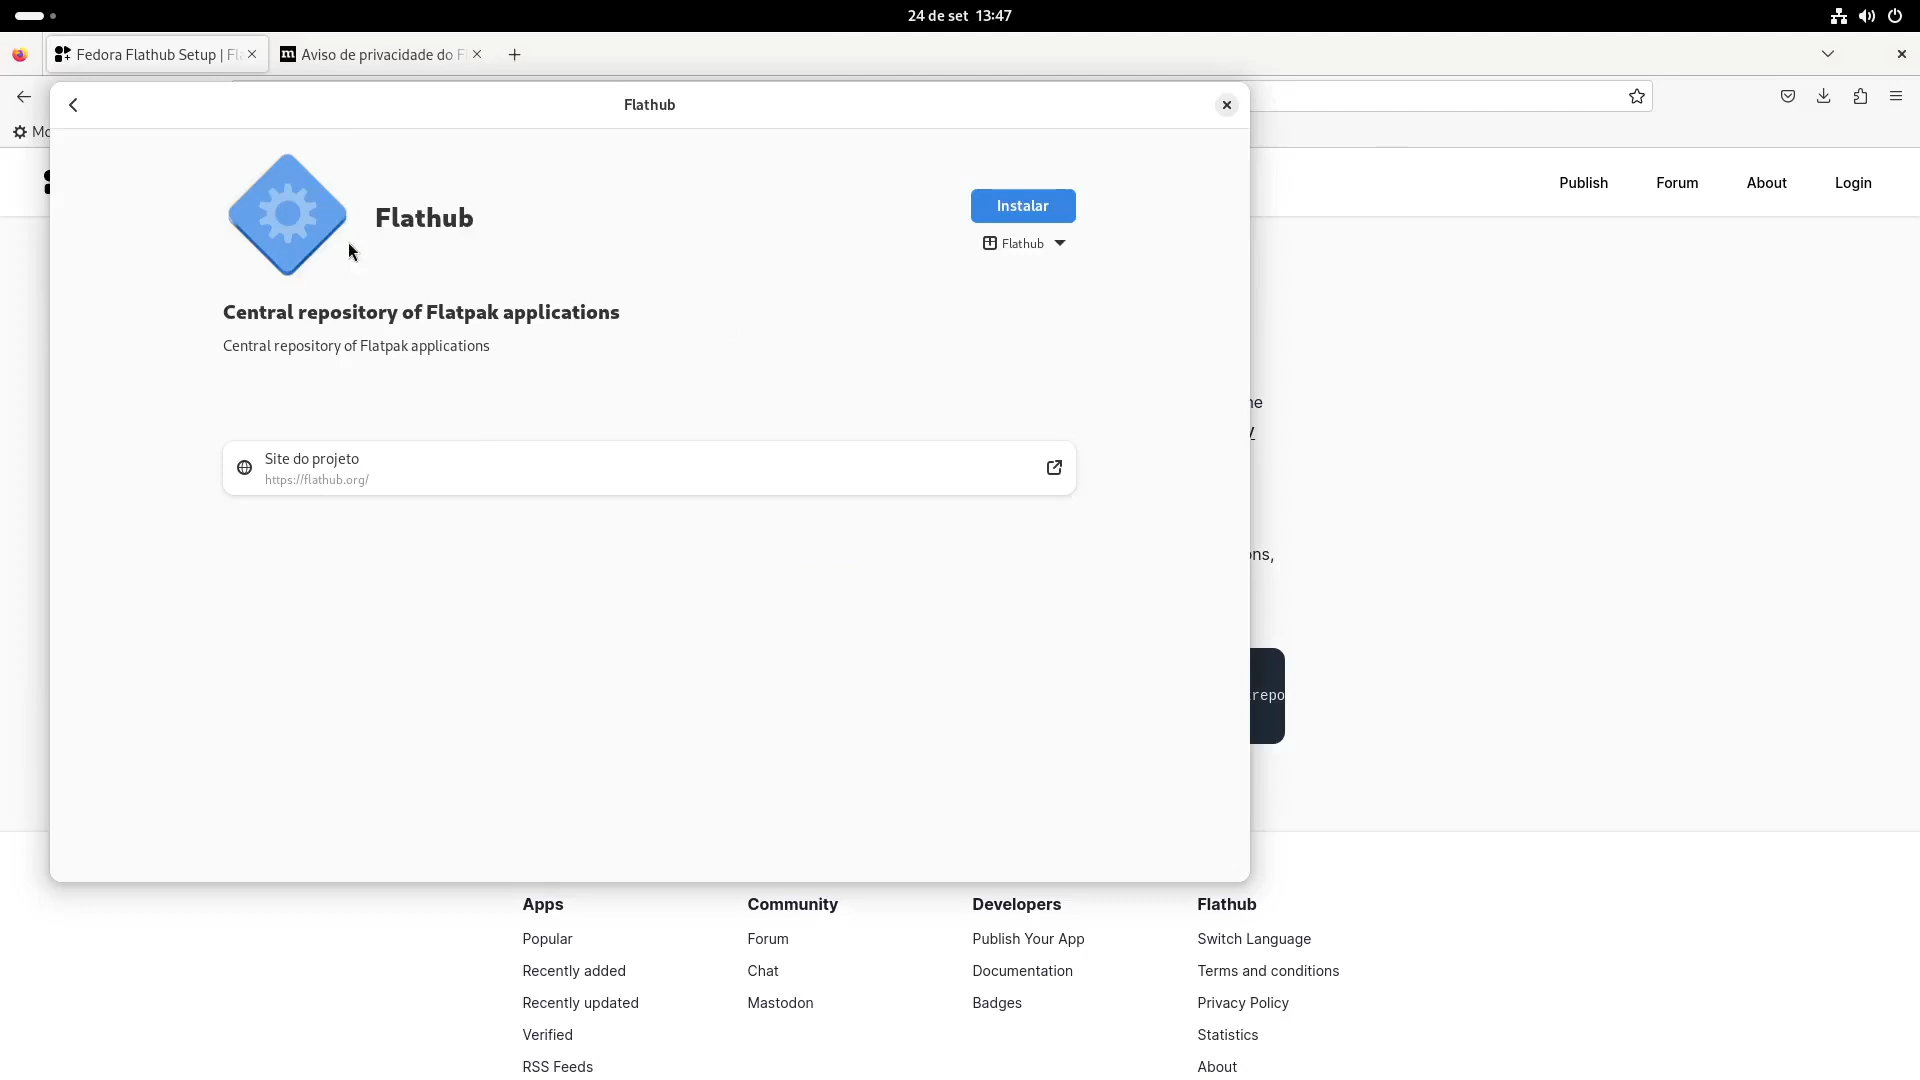 24 de set 13:47
Fedora Flathub Setup | Fla
Aviso de privacidade do F
Flathub
Publish
Forum
About
Login
Flathub
Instalar
Flathub
Central repository of Flatpak applications
Central repository of Flatpak applications
Site do projeto
https://flathub.org/
ons,
repo
Apps
Popular
Recently added
Recently updated
Verified
RSS Feeds
Community
Forum
Chat
Mastodon
Developers
Publish Your App
Documentation
Badges
Flathub
Switch Language
Terms and conditions
Privacy Policy
Statistics
About